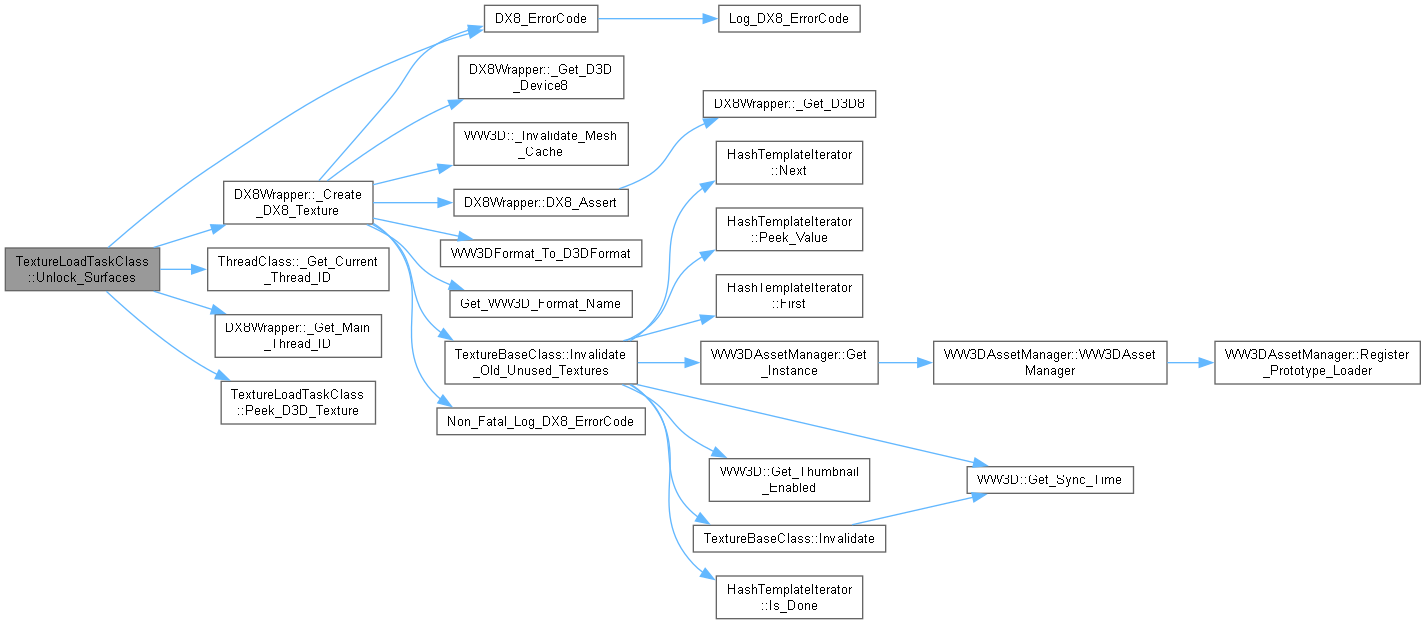 TextureLoadTaskClass
::Unlock_Surfaces
DX8Wrapper::_Create
_DX8_Texture
ThreadClass::_Get_Current
_Thread_ID
DX8Wrapper::_Get_Main
_Thread_ID
TextureLoadTaskClass
::Peek_D3D_Texture
DX8_ErrorCode
DX8Wrapper::_Get_D3D
_Device8
WW3D::_Invalidate_Mesh
_Cache
DX8Wrapper::DX8_Assert
WW3DFormat_To_D3DFormat
Get_WW3D_Format_Name
TextureBaseClass::Invalidate
_Old_Unused_Textures
Non_Fatal_Log_DX8_ErrorCode
Log_DX8_ErrorCode
DX8Wrapper::_Get_D3D8
HashTemplateIterator
::Next
HashTemplateIterator
::Peek_Value
HashTemplateIterator
::First
WW3DAssetManager::Get
_Instance
WW3D::Get_Thumbnail
_Enabled
TextureBaseClass::Invalidate
HashTemplateIterator
::Is_Done
WW3DAssetManager::WW3DAsset
Manager
WW3D::Get_Sync_Time
WW3DAssetManager::Register
_Prototype_Loader